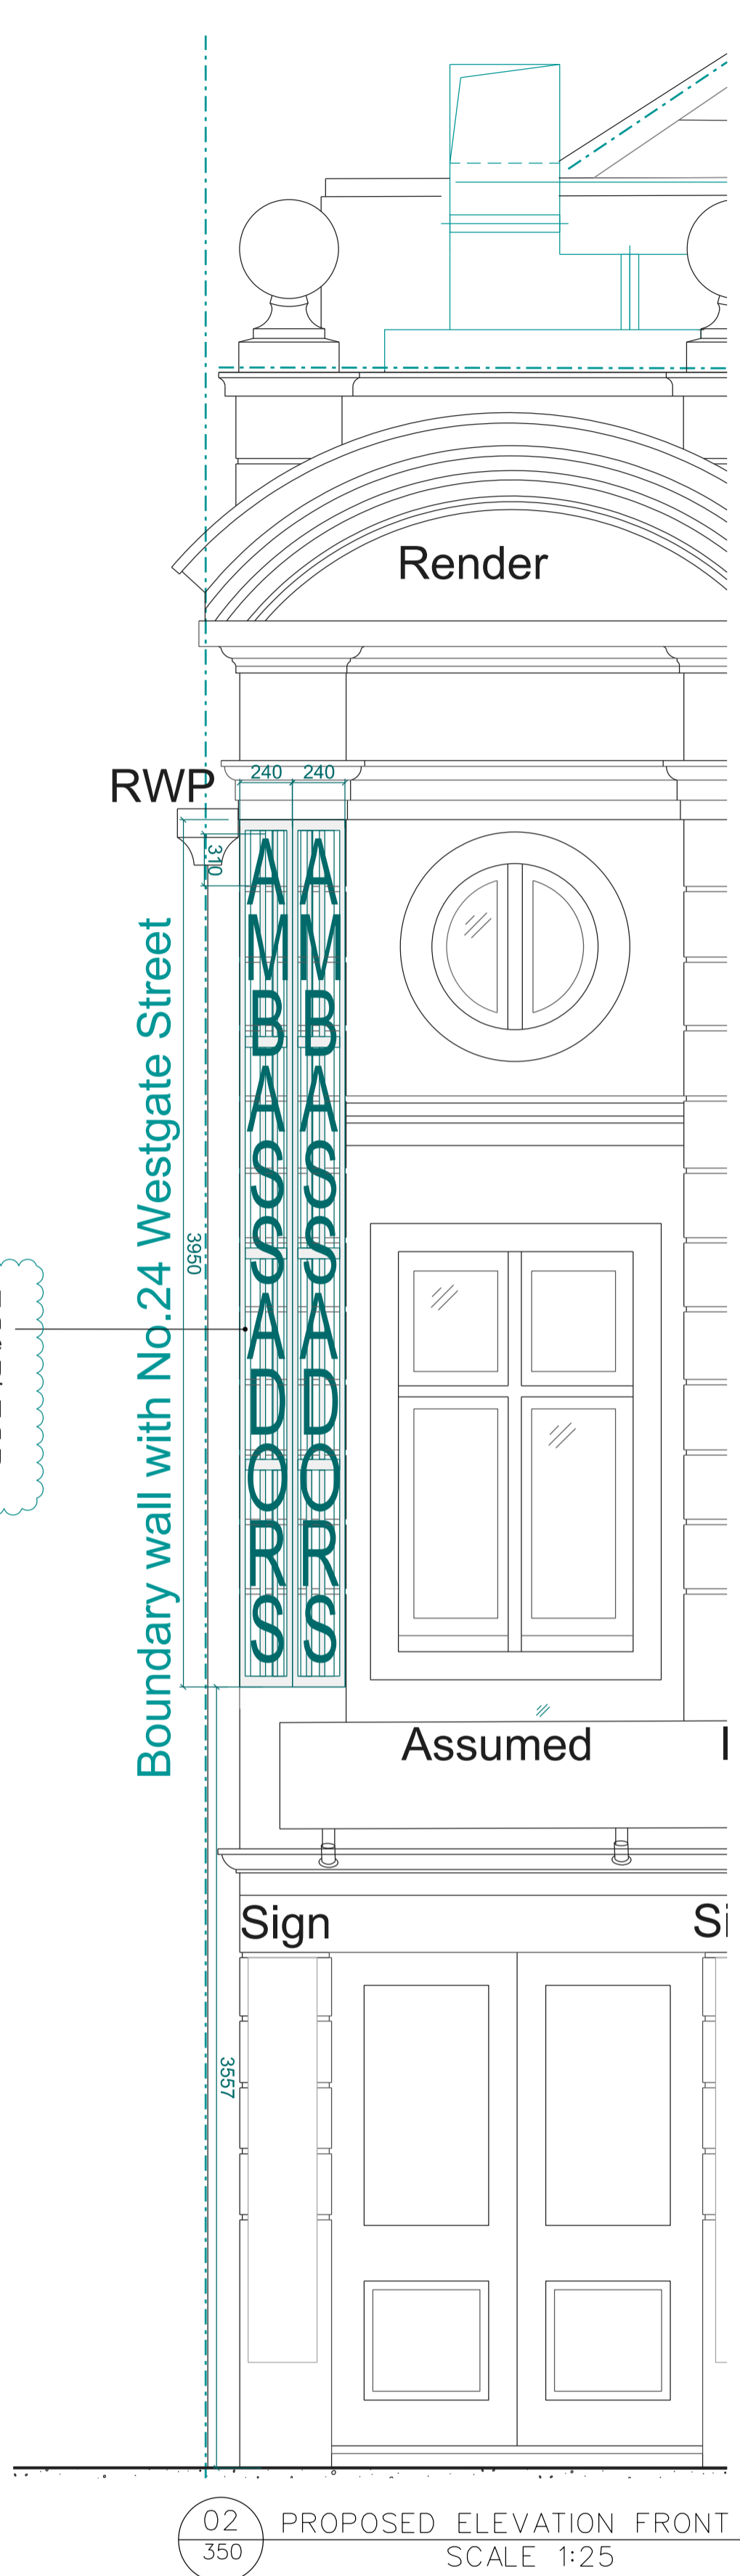 Render
RWP
240 240
310
AMBASSADORS
AMBASSADORS
Boundary wall with No.24 Westgate Street
3950
Assumed
Sign
3557
02
350
PROPOSED ELEVATION FRONT
SCALE 1:25